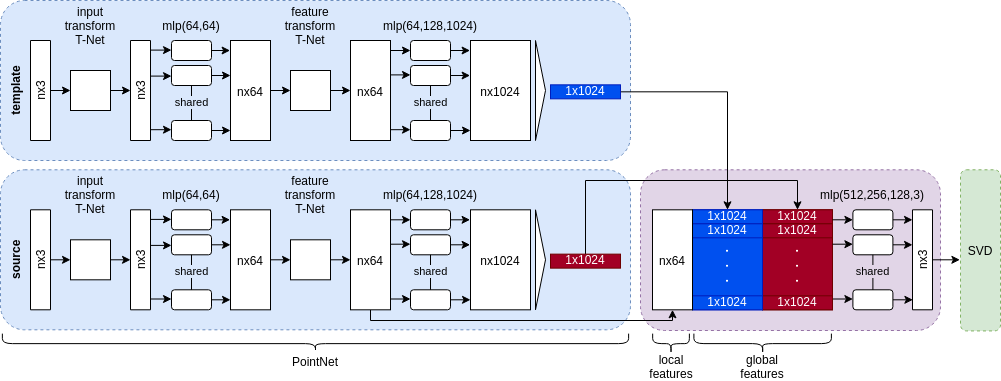 input
transform
T-Net
mlp(64,64)
feature
transform
T-Net
mlp(64,128,1024)
template
nx3
nx3
shared
nx64
nx64
shared
nx1024
1x1024
input
transform
T-Net
mlp(64,64)
feature
transform
T-Net
mlp(64,128,1024)
source
nx3
nx3
shared
nx64
nx64
shared
nx1024
1x1024
mlp(512,256,128,3)
nx64
1x1024 1x1024
1x1024 1x1024
1x1024 1x1024
shared
nx3
SVD
PointNet
local
features
global
features